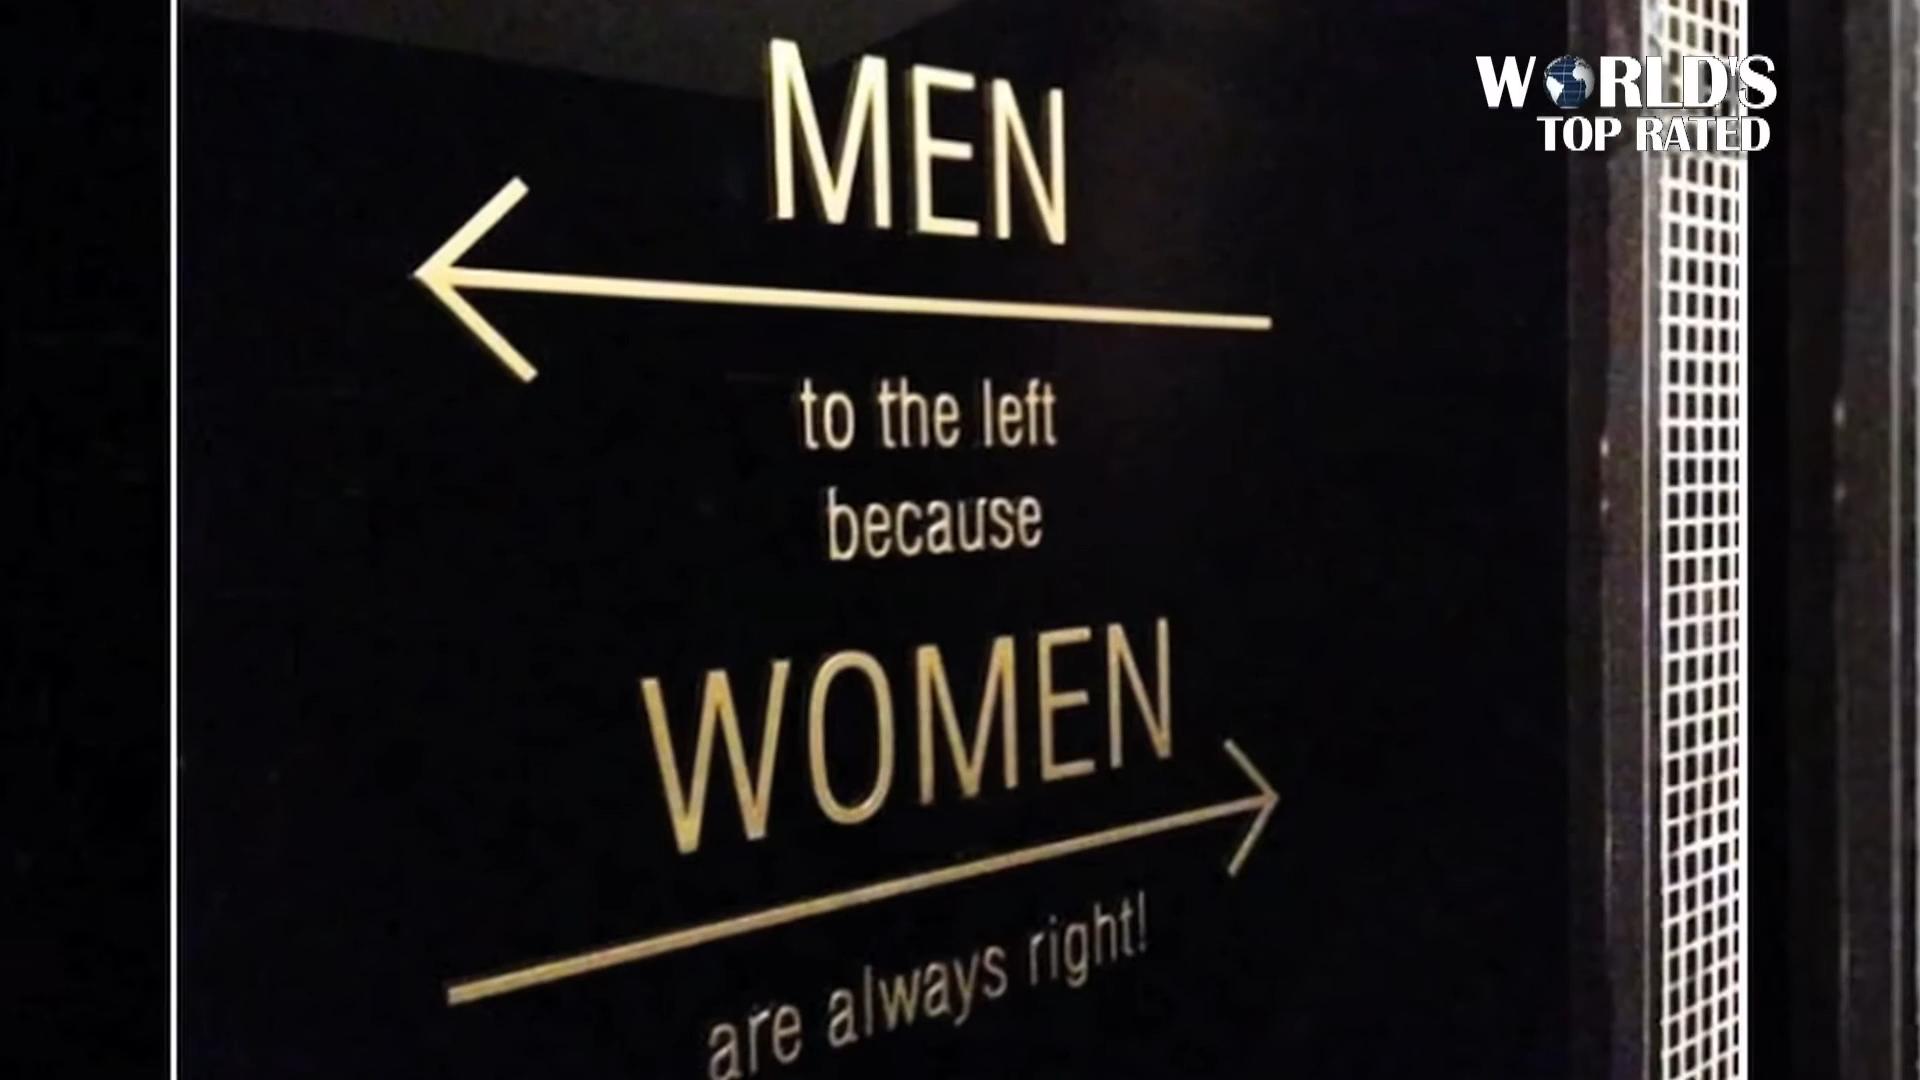 WORLD'S
TOP RATED
MEN
to the left
because
WOMEN
are always right!